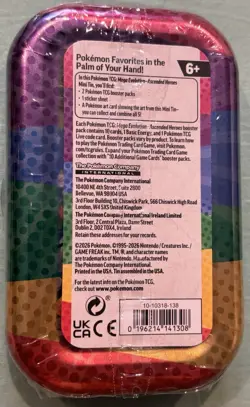 Pokémon Favorites in the
Palm of Your Hand!
6+
In this Pokémon TCG: Mega Evolution—Ascended Heroes
Mini Tin, you'll find:
• 2 Pokémon TCG booster packs
• 1 sticker sheet
• A Pokémon art card showing the art from this Mini Tin—
you can collect and combine all 5!
Each Pokémon TCG: Mega Evolution—Ascended Heroes booster
pack contains 10 cards, 1 Basic Energy, and 1 Pokémon TCG
Live code card. Booster packs vary by product. To learn how
to play the Pokémon Trading Card Game, visit Pokemon.com/
Expand your Pokémon Trading Card Game
collection with "10 Additional Game Cards" booster packs.
The Pokémon Company
INTERNATIONAL
The Pokémon Company International
10400 NE 4th Street, Suite 2800
Bellevue, WA 98004 USA
3rd Floor Building 10, Chiswick Park, 566 Chiswick High Road
London, W4 5XS United Kingdom
The Pokémon Company International Ireland Limited
3rd Floor, 2 Central Plaza, Dame Street
Dublin 2, D02 T0X4, Ireland
Retain these addresses for your records.
©2026 Pokémon. ©1995–2026 Nintendo / Creatures Inc. /
GAME FREAK inc. TM, ®, and character names
are trademarks of Nintendo. Manufactured by
The Pokémon Company International.
Printed in the USA. Tin assembled in the USA.
For the latest info on the Pokémon TCG,
check out www.pokemon.com
UK
CA
CE
10-10318-138
0 196214 141308